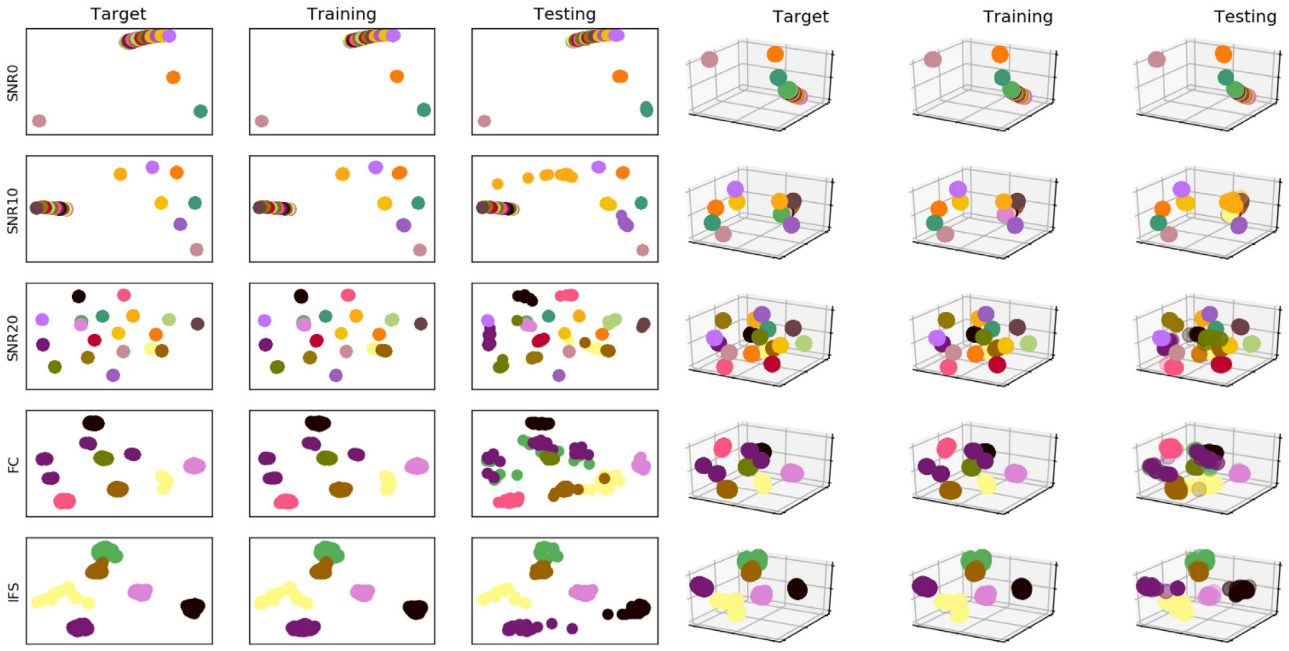 Target Training Testing Target Training Testing
SNR0
SNR10
SNR20
FC
IFS